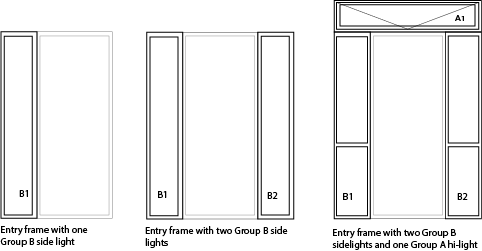 A1
B1
B1
B2
B1
B2
Entry frame with one
Group B side light
Entry frame with two Group B side
lights
Entry frame with two Group B
sidelights and one Group A hi-light